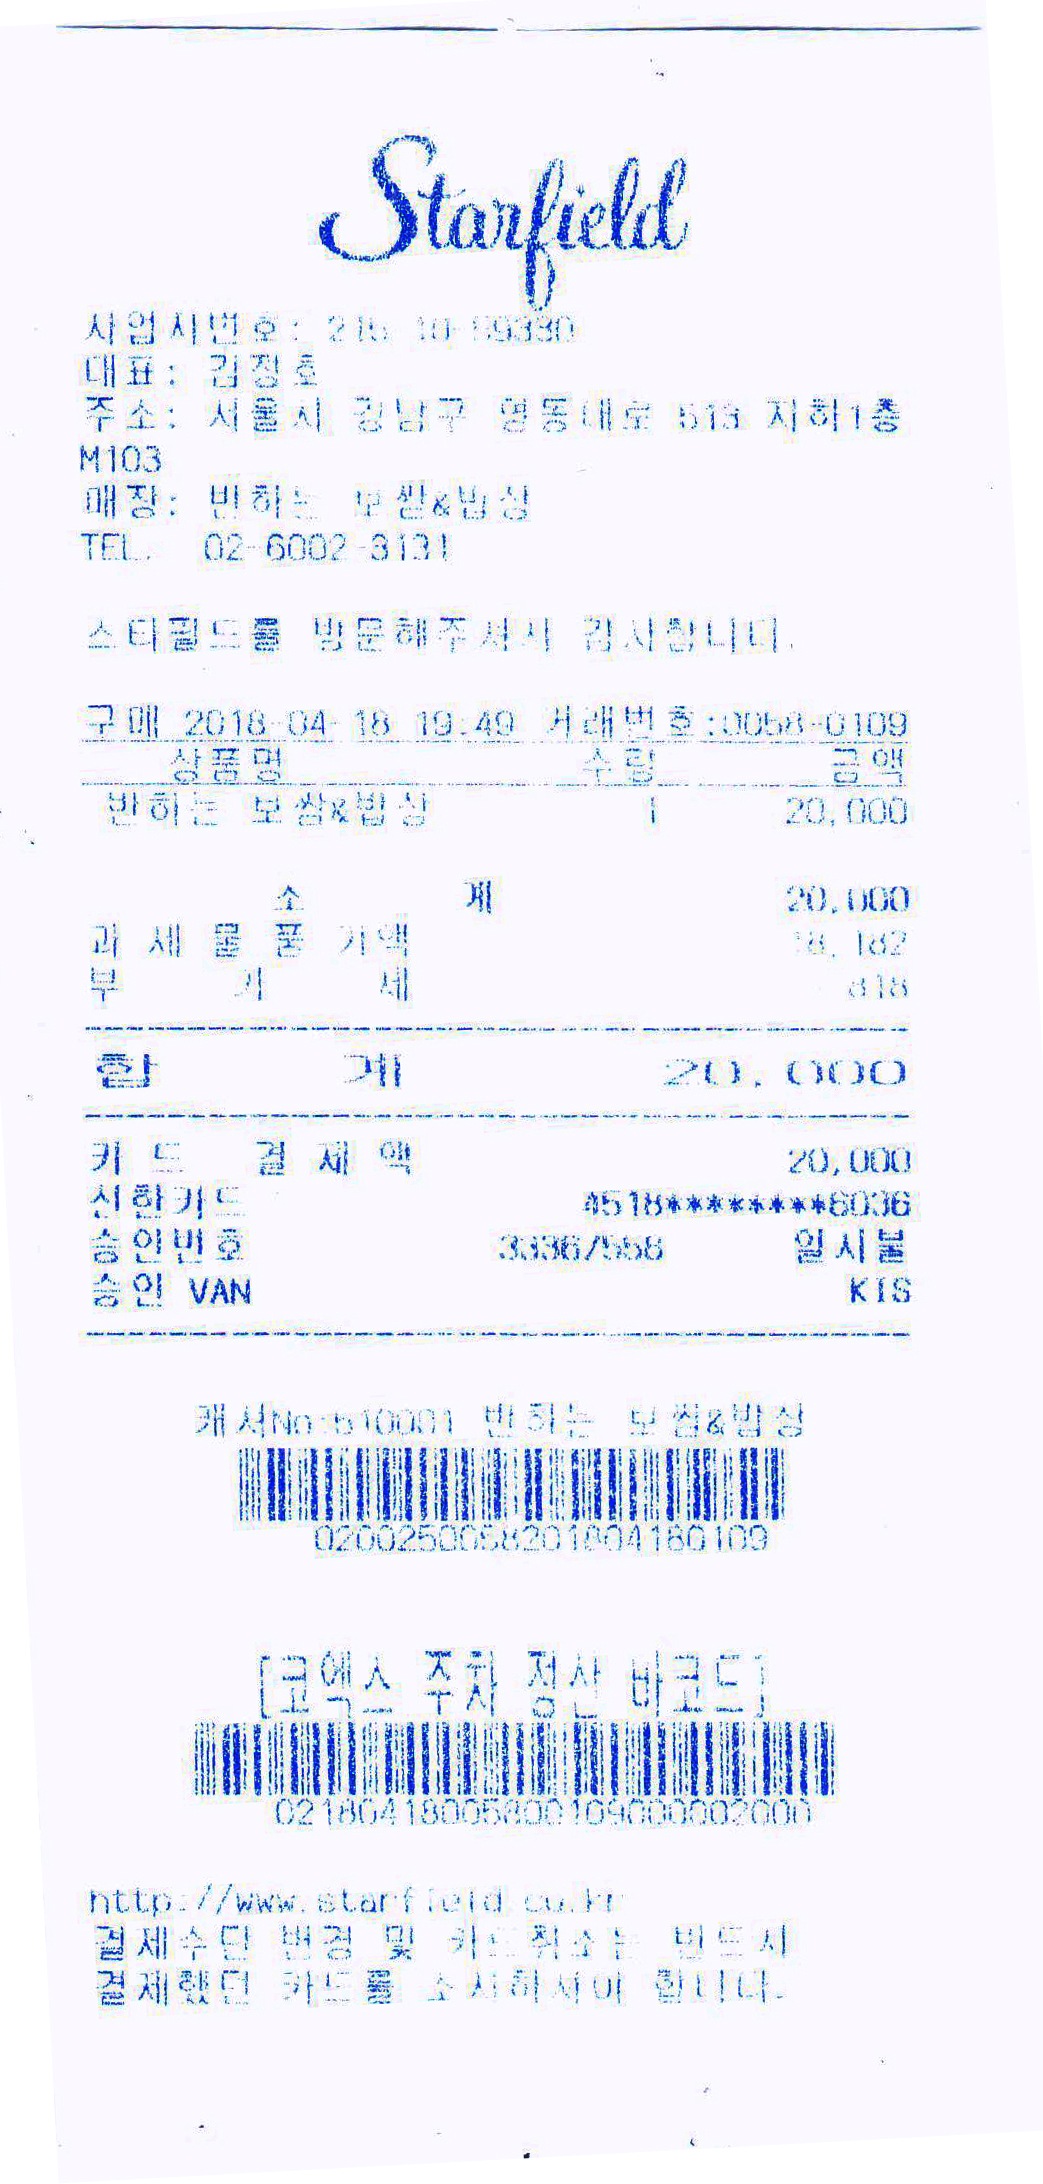 Starfield
사업자번호: 215-10-59330
대표: 김정호
주소: 서울시 강남구 영동대로 513 지하1층
M103
매장: 반하는 보쌈&밥상
TEL. 02-6002-3131
스타필드를 방문해주셔서 감사합니다.
구매 2018-04-18 19:49 거래번호:0058-0109
상품명 수량 금액
반하는 보쌈&밥상 1 20,000
소 계 20,000
과 세 물 품 가액 18,182
부 가 세 818
합 계 20,000
카 드 결 제 액 20,000
신한카드 4518********6036
승인번호 일시불
승인 VAN KIS
캐셔No:510001 반하는 보쌈&밥상
0200250058201804180109
[코엑스 주차 정산 바코드]
http://www.starfield.co.kr
결제수단 변경 및 카드취소는 반드시
결제했던 카드를 소지하셔야 합니다.